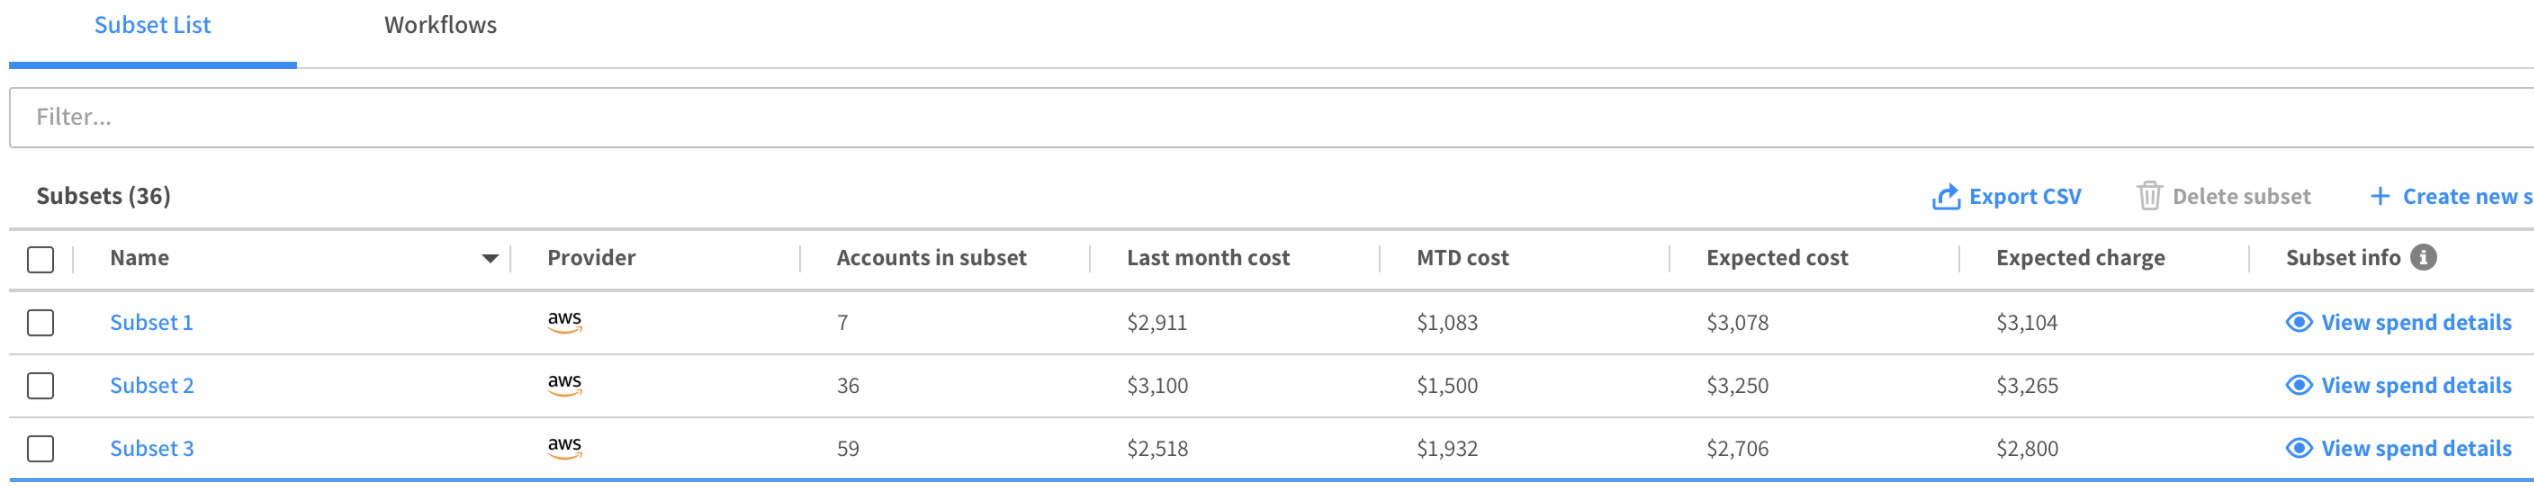 Subset List Workflows
Filter...
Subsets (36) Export CSV Delete subset + Create new s
Name Provider Accounts in subset Last month cost MTD cost Expected cost Expected charge Subset info i
Subset 1 aws 7 $2,911 $1,083 $3,078 $3,104 View spend details
Subset 2 aws 36 $3,100 $1,500 $3,250 $3,265 View spend details
Subset 3 aws 59 $2,518 $1,932 $2,706 $2,800 View spend details